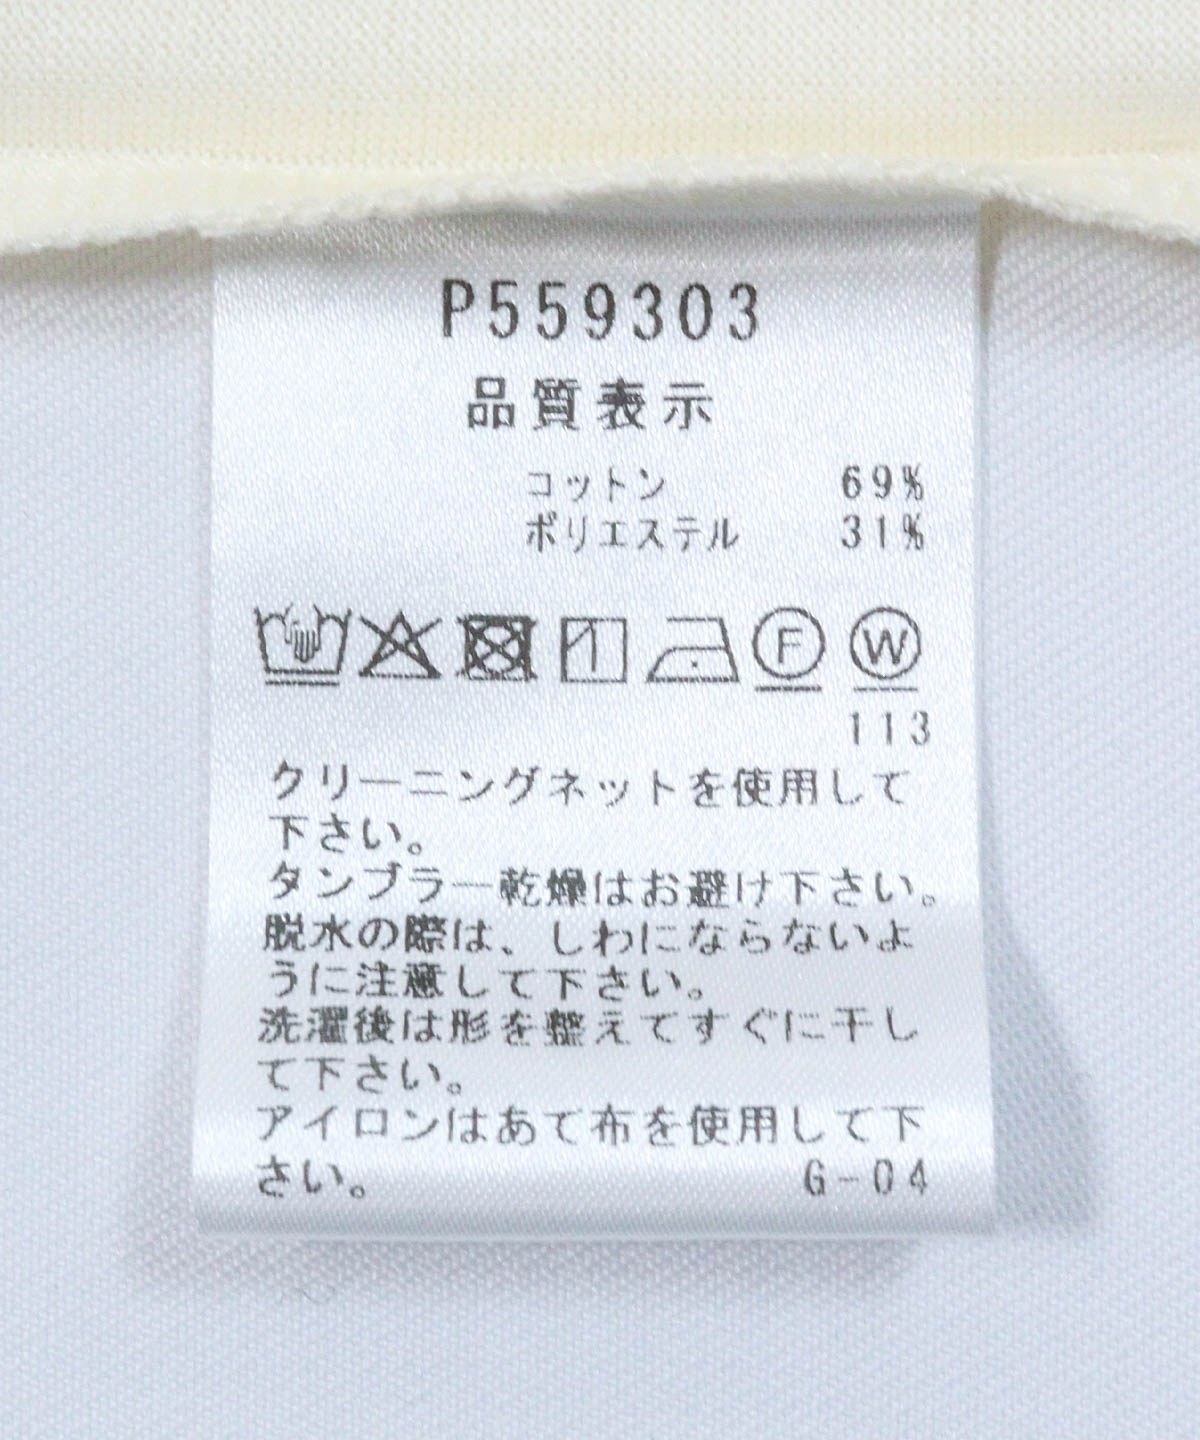 P559303
品質表示
コットン 69%
ポリエステル 31%
F W
113
クリーニングネットを使用して
下さい。
タンブラー乾燥はお避け下さい。
脱水の際は、しわにならないよ
うに注意して下さい。
洗濯後は形を整えてすぐに干し
て下さい。
アイロンはあて布を使用して下
さい。 G-04